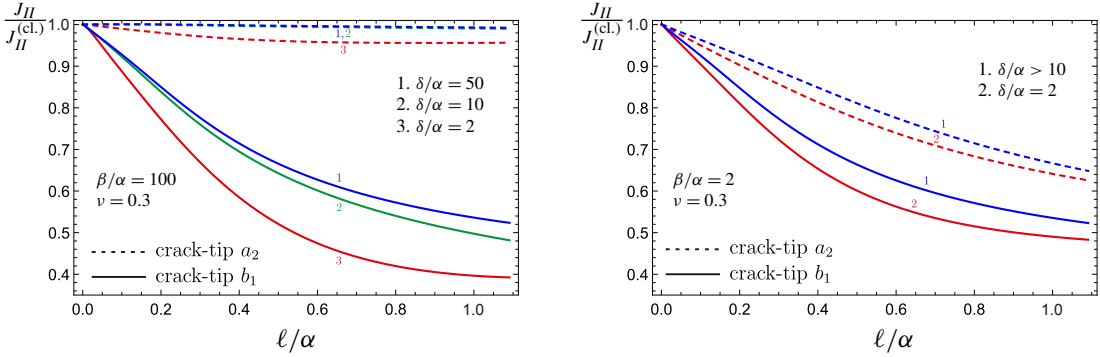 J_II / J_II^(cl.)
1.0
0.9
0.8
0.7
0.6
0.5
0.4
1,2
3
1. δ/α = 50
2. δ/α = 10
3. δ/α = 2
β/α = 100
ν = 0.3
1
2
3
crack-tip a₂
crack-tip b₁
0.0 0.2 0.4 0.6 0.8 1.0
ℓ/α
J_II / J_II^(cl.)
1.0
0.9
0.8
0.7
0.6
0.5
0.4
1. δ/α > 10
2. δ/α = 2
1
2
β/α = 2
ν = 0.3
1
2
crack-tip a₂
crack-tip b₁
0.0 0.2 0.4 0.6 0.8 1.0
ℓ/α